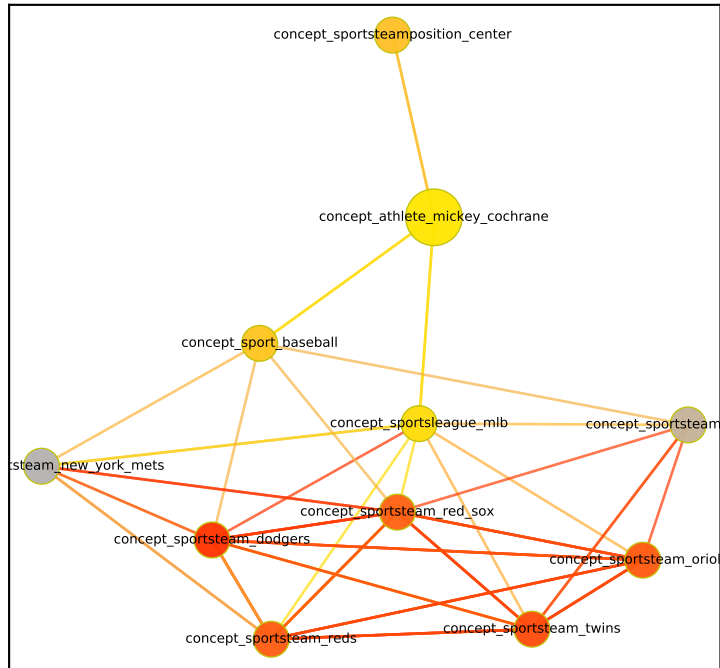 concept_sportsteamposition_center
concept_athlete_mickey_cochrane
concept_sport_baseball
concept_sportsleague_mlb
concept_sportsteam
tsteam_new_york_mets
concept_sportsteam_red_sox
concept_sportsteam_dodgers
concept_sportsteam_oriol
concept_sportsteam_twins
concept_sportsteam_reds